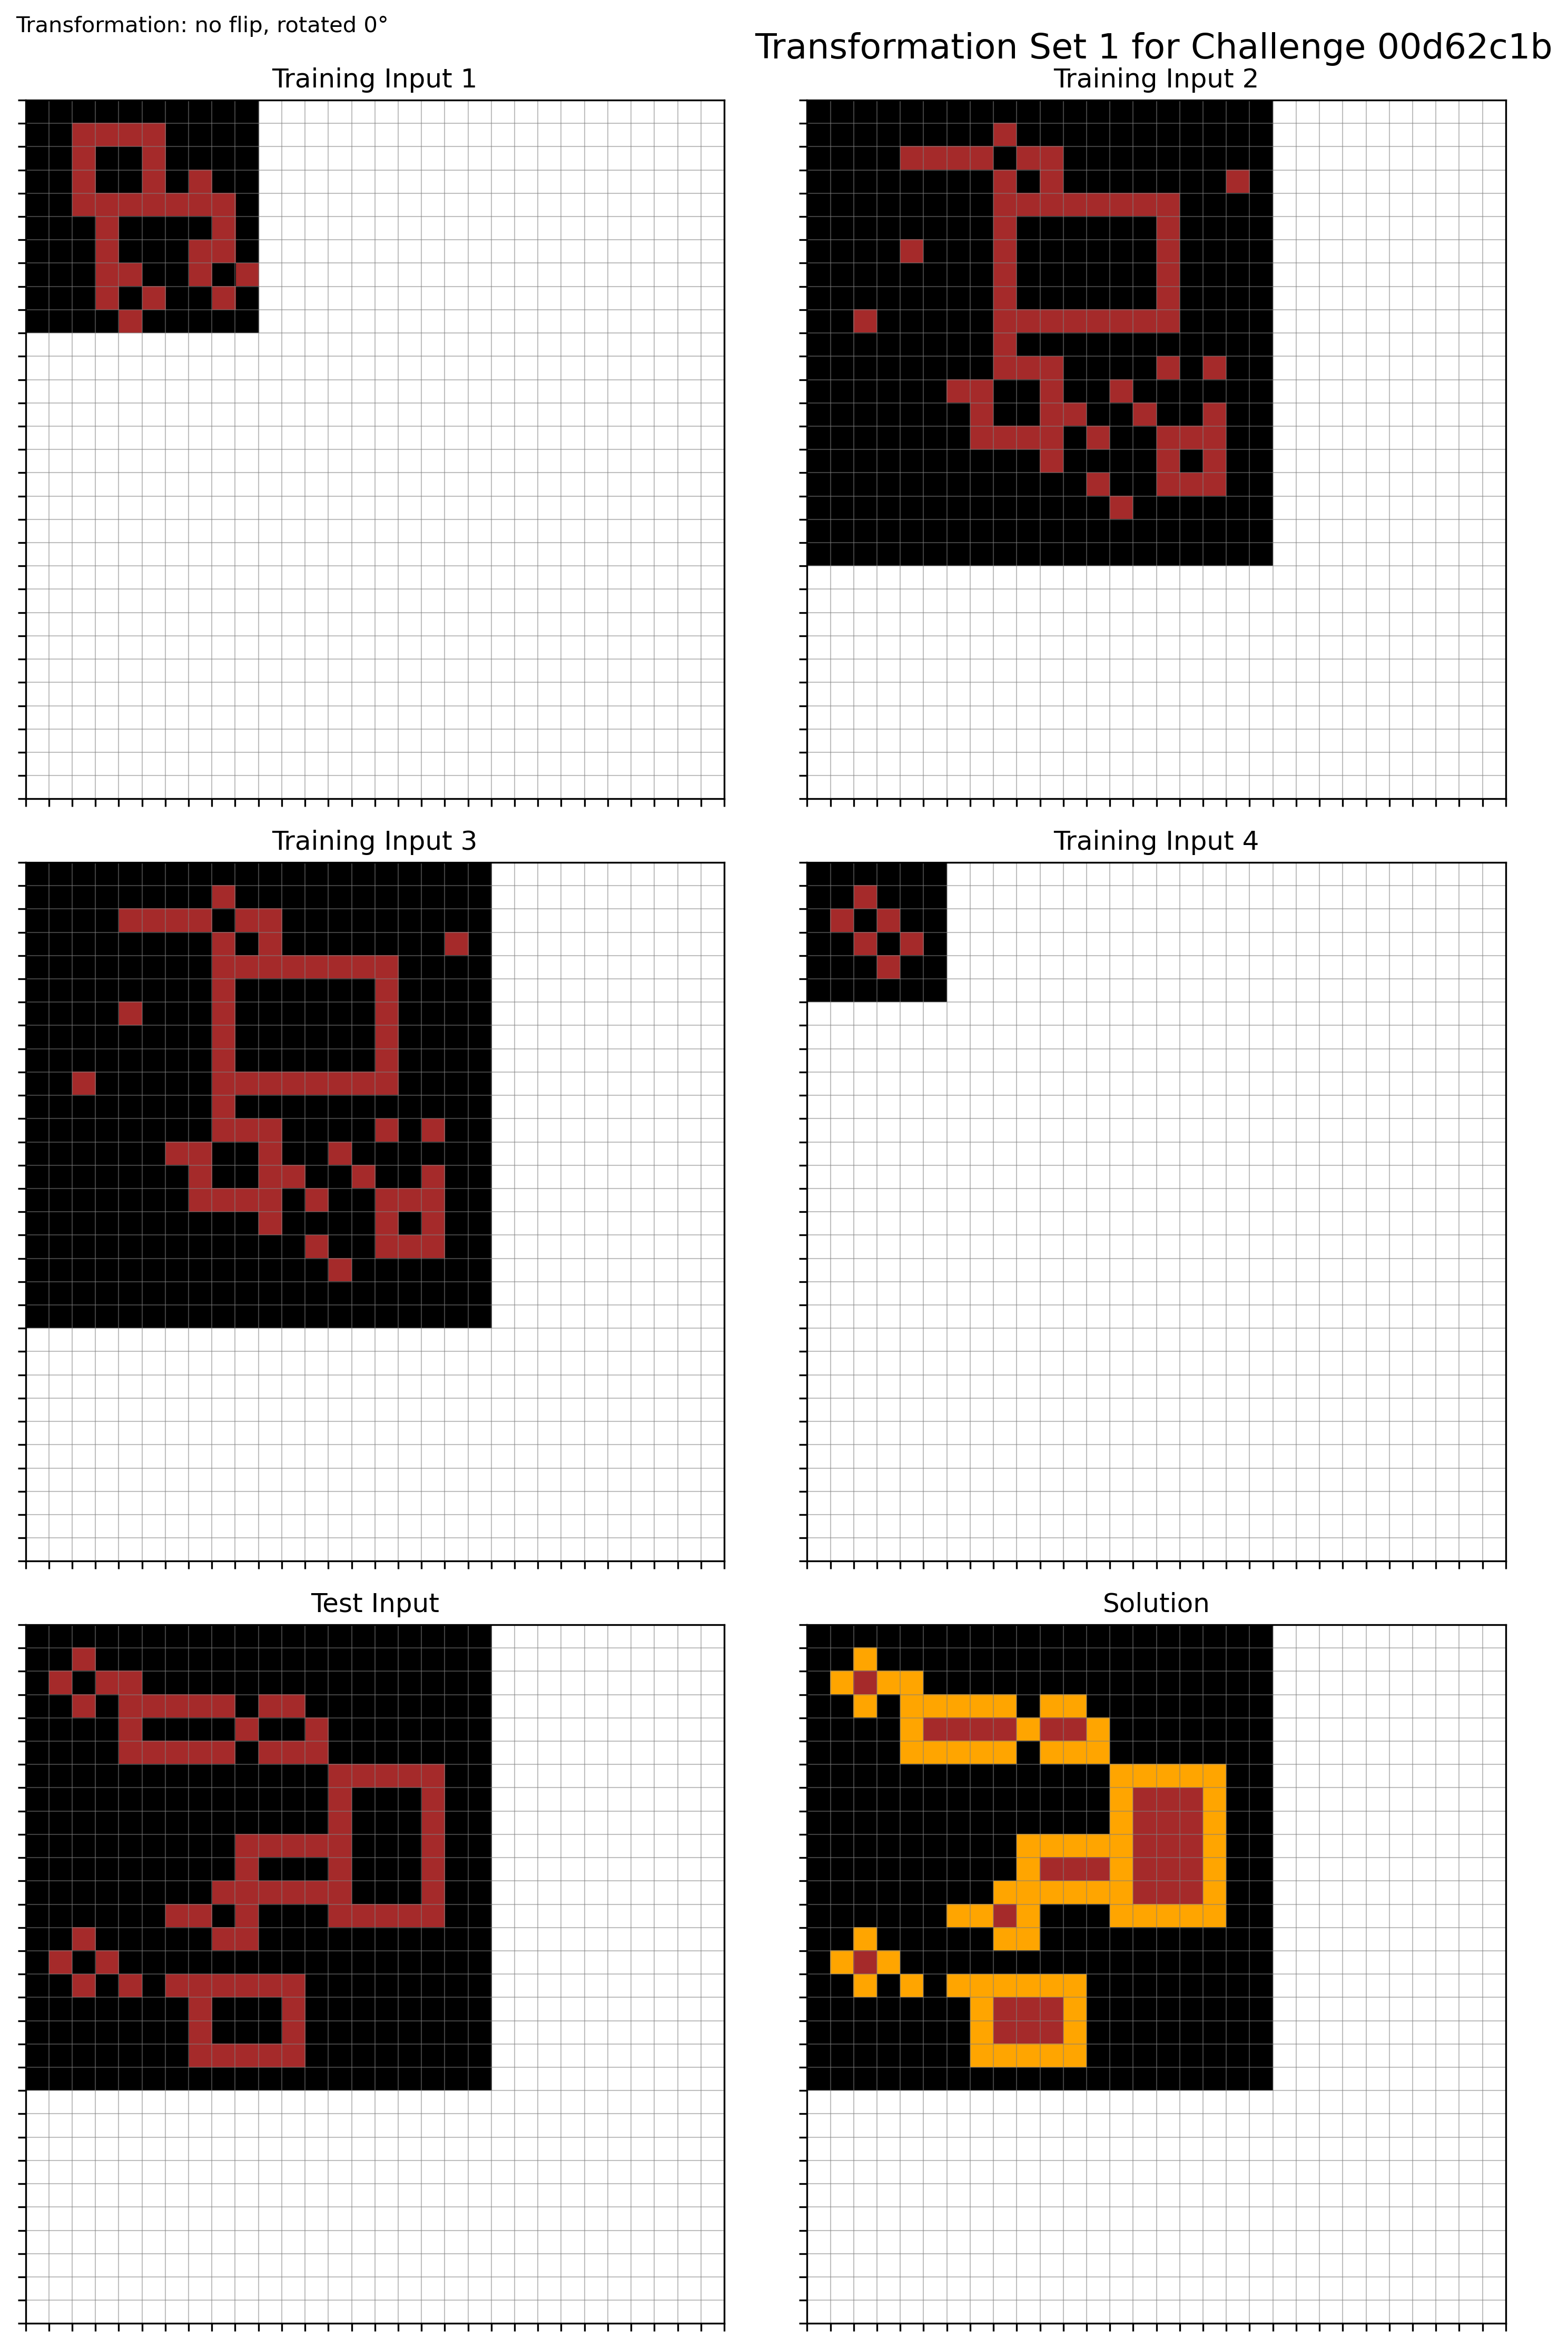 Transformation: no flip, rotated 0°
Transformation Set 1 for Challenge 00d62c1b
Training Input 1
Training Input 2
Training Input 3
Training Input 4
Test Input
Solution